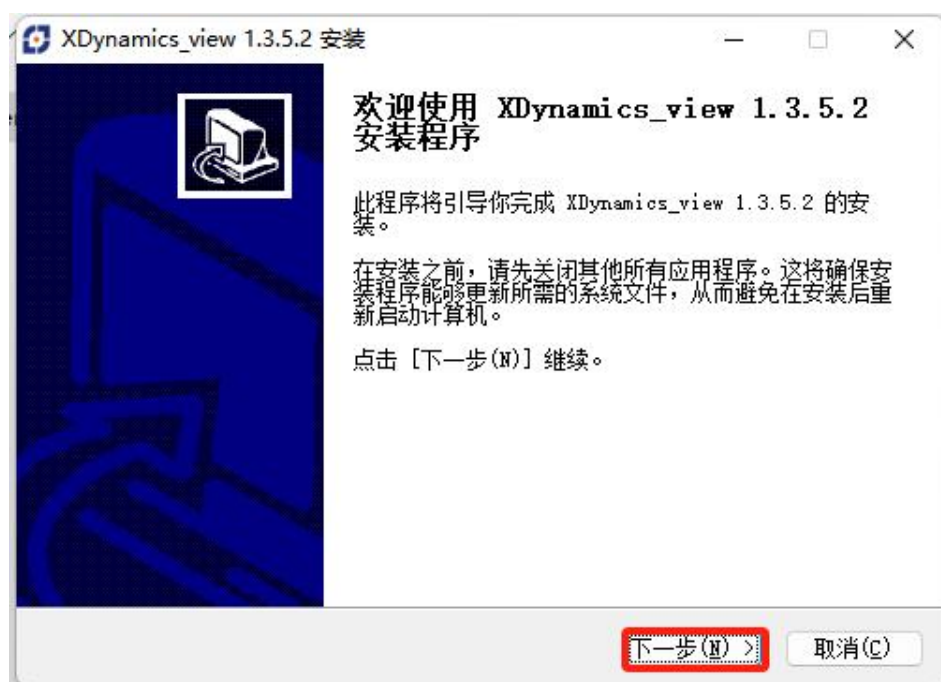 XDynamics_view 1.3.5.2 安装
欢迎使用 XDynamics_view 1.3.5.2
安装程序
此程序将引导你完成 XDynamics_view 1.3.5.2 的安
装。
在安装之前，请先关闭其他所有应用程序。这将确保安
装程序能够更新所需的系统文件，从而避免在安装后重
新启动计算机。
点击 [下一步(N)] 继续。
下一步(N) >
取消(C)